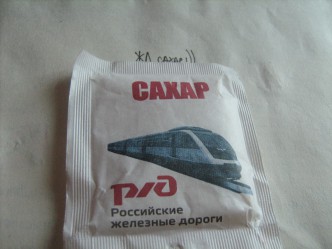 ЖД сахар!)
САХАР
РЖД
Российские
железные дороги